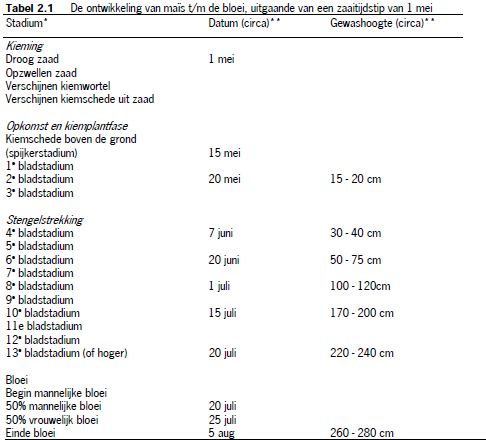 Tabel 2.1 De ontwikkeling van maïs t/m de bloei, uitgaande van een zaaitijdstip van 1 mei
Stadium* Datum (circa)** Gewashoogte (circa)**
Kieming
Droog zaad 1 mei
Opzwellen zaad
Verschijnen kiemwortel
Verschijnen kiemschede uit zaad
Opkomst en kiemplantfase
Kiemschede boven de grond
(spijkerstadium) 15 mei
1e bladstadium
2e bladstadium 20 mei 15 - 20 cm
3e bladstadium
Stengelstrekking
4e bladstadium 7 juni 30 - 40 cm
5e bladstadium
6e bladstadium 20 juni 50 - 75 cm
7e bladstadium
8e bladstadium 1 juli 100 - 120cm
9e bladstadium
10e bladstadium 15 juli 170 - 200 cm
11e bladstadium
12e bladstadium
13e bladstadium (of hoger) 20 juli 220 - 240 cm
Bloei
Begin mannelijke bloei
50% mannelijke bloei 20 juli
50% vrouwelijk bloei 25 juli
Einde bloei 5 aug 260 - 280 cm